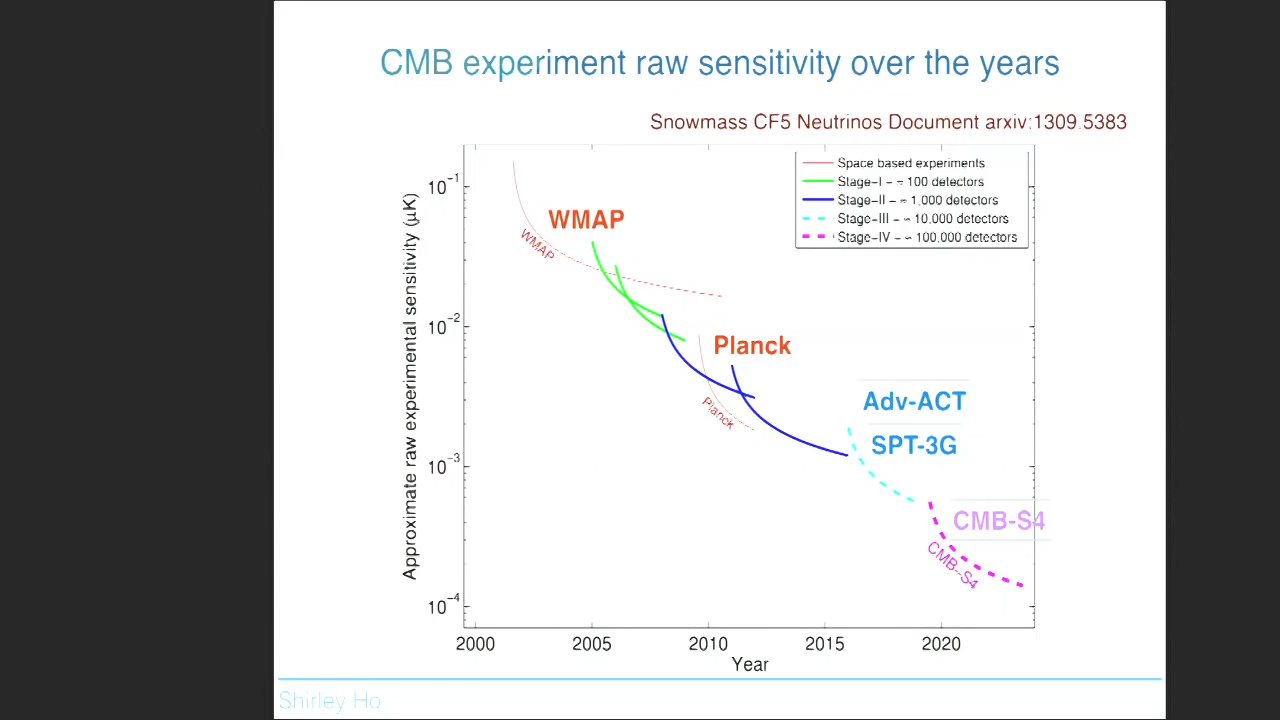 CMB experiment raw sensitivity over the years
Snowmass CF5 Neutrinos Document arxiv:1309.5383
Approximate raw experimental sensitivity (μK)
10⁻¹
10⁻²
10⁻³
10⁻⁴
Space based experiments
Stage-I - ≈ 100 detectors
Stage-II - ≈ 1,000 detectors
Stage-III - ≈ 10,000 detectors
Stage-IV - ≈ 100,000 detectors
WMAP
WMAP
Planck
Planck
Adv-ACT
SPT-3G
CMB-S4
CMB-S4
2000 2005 2010 2015 2020
Year
Shirley Ho